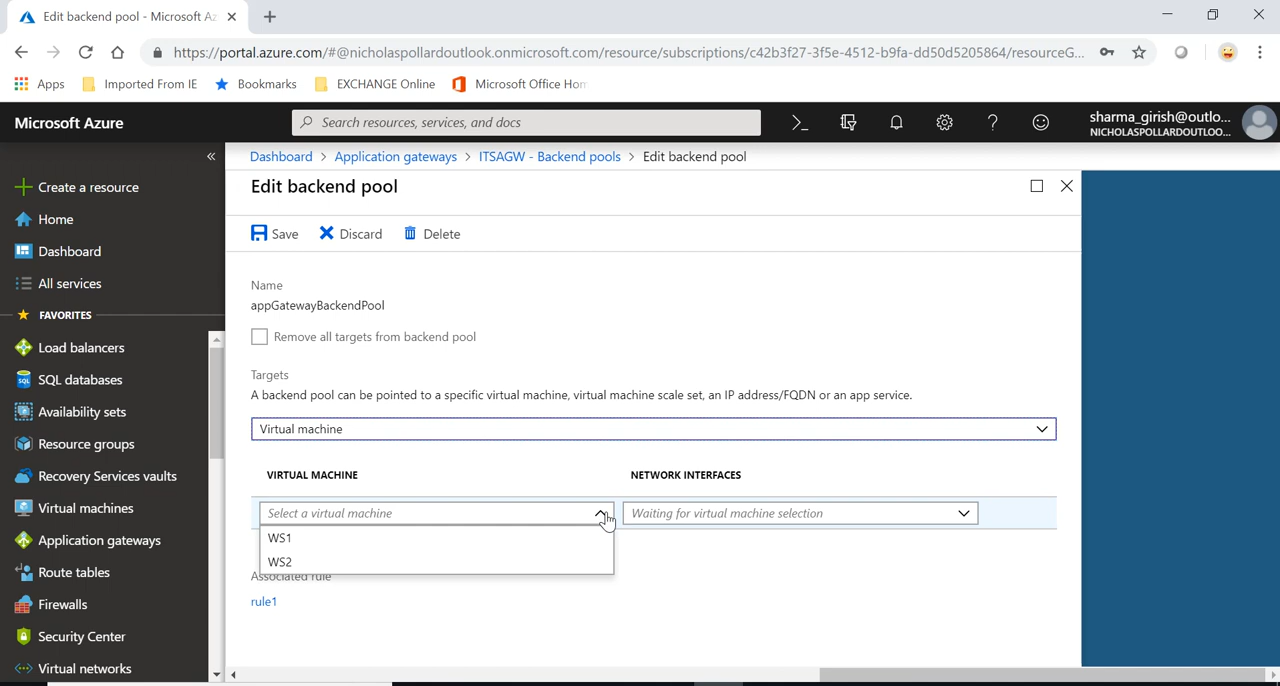 Edit backend pool - Microsoft Az
https://portal.azure.com/#@nicholaspollardoutlook.onmicrosoft.com/resource/subscriptions/c42b3f27-3f5e-4512-b9fa-dd50d5205864/resourceG...
Apps Imported From IE Bookmarks EXCHANGE Online Microsoft Office Hom
Microsoft Azure
Search resources, services, and docs
sharma_girish@outlo...
NICHOLASPOLLARDOUTLOO...
Dashboard > Application gateways > ITSAGW - Backend pools > Edit backend pool
Create a resource
Home
Dashboard
All services
FAVORITES
Load balancers
SQL databases
Availability sets
Resource groups
Recovery Services vaults
Virtual machines
Application gateways
Route tables
Firewalls
Security Center
Virtual networks
Edit backend pool
Save Discard Delete
Name
appGatewayBackendPool
Remove all targets from backend pool
Targets
A backend pool can be pointed to a specific virtual machine, virtual machine scale set, an IP address/FQDN or an app service.
Virtual machine
VIRTUAL MACHINE NETWORK INTERFACES
Select a virtual machine Waiting for virtual machine selection
WS1
WS2
Associated rule
rule1